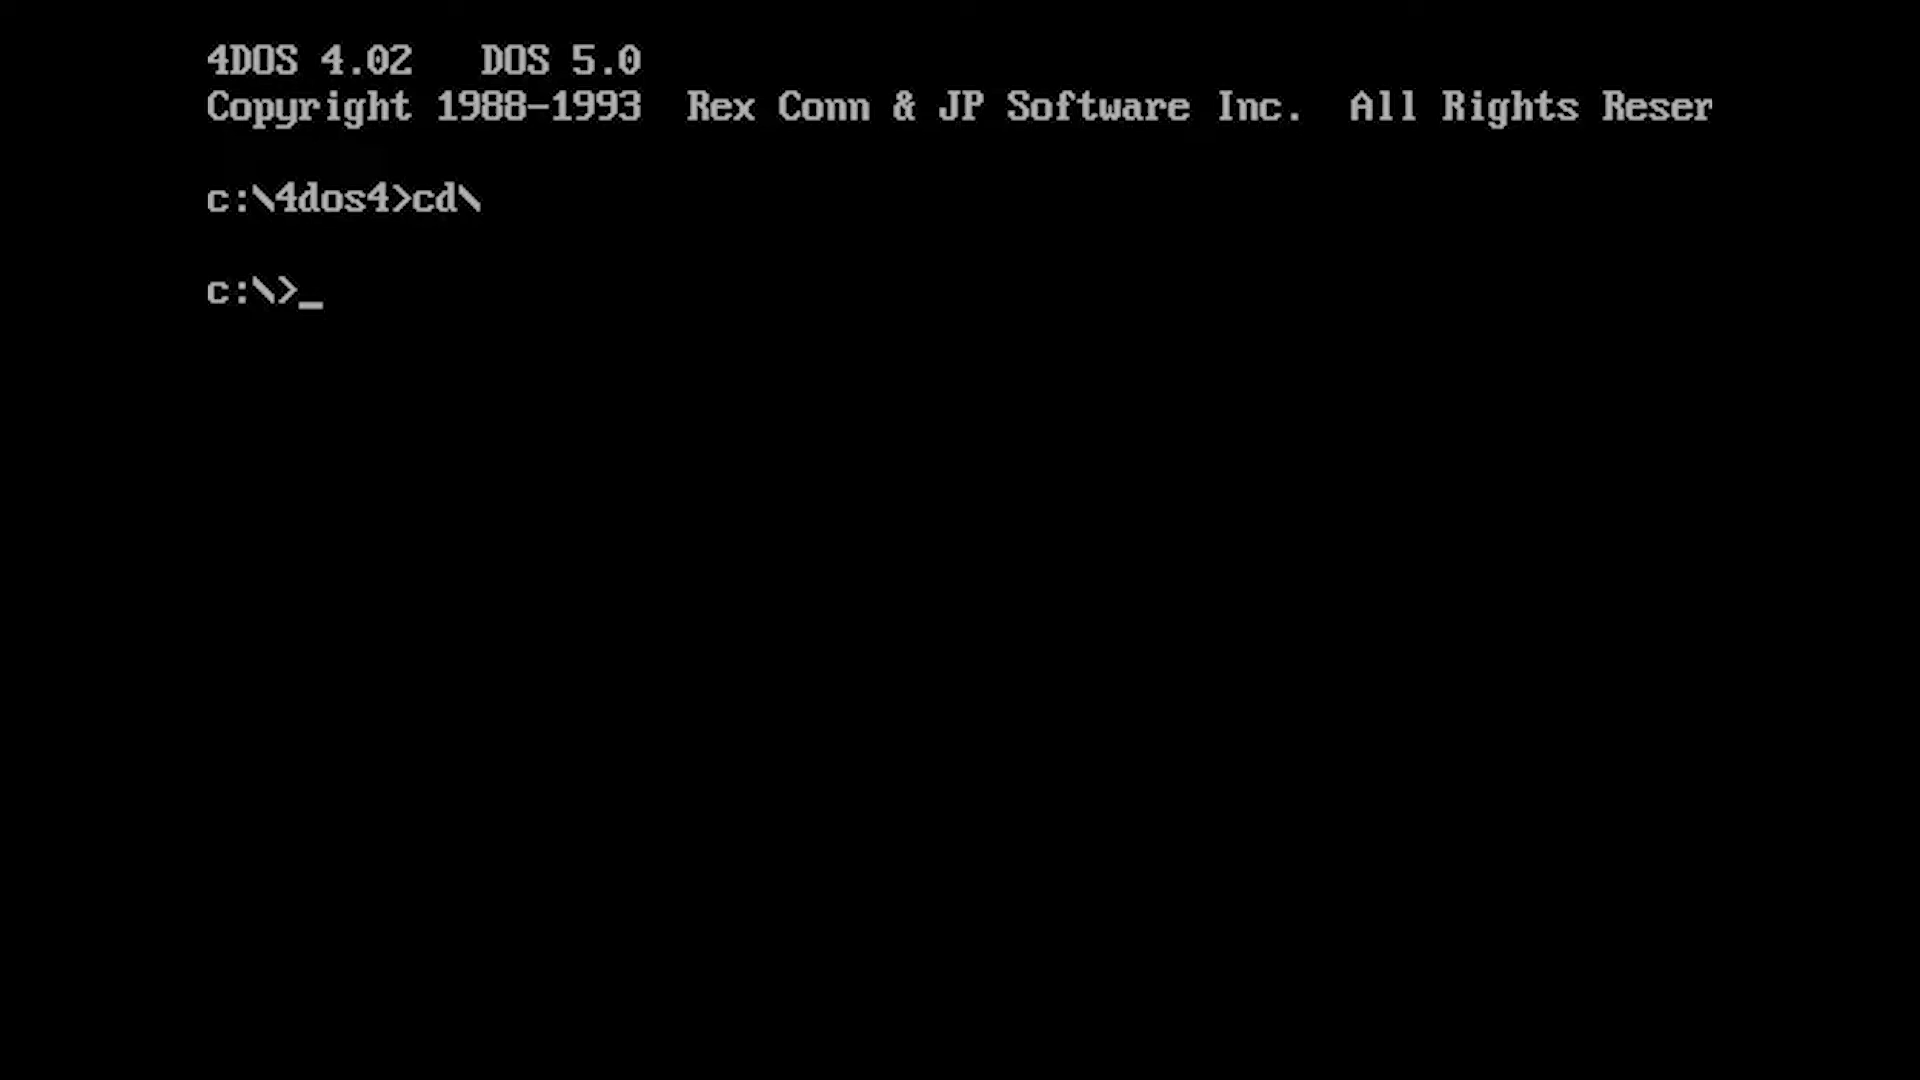 4DOS 4.02   DOS 5.0
Copyright 1988-1993  Rex Conn & JP Software Inc.  All Rights Reser
c:\4dos4>cd\
c:\>_